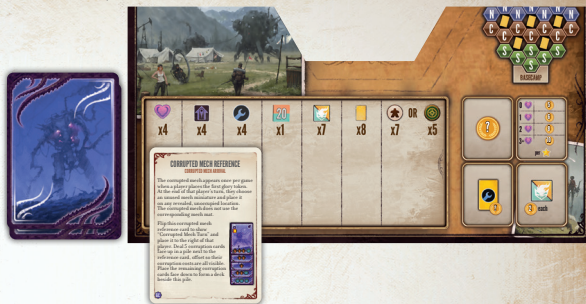 N N N N
C C C C
S S S S
S S S
S
BASECAMP
20
OR
x4 x4 x4 x1 x7 x8 x7 x5
?
each
CORRUPTED MECH REFERENCE
CORRUPTED MECH ARRIVAL
The corrupted mech appears once per game
when a player places the first glory token.
At the end of that player's turn, they choose
an unused mech miniature and place it
on any revealed, unoccupied location.
The corrupted mech does not use the
corresponding mech mat.
Flip this corrupted mech
reference card to show
"Corrupted Mech Turn" and
place it to the right of that
player. Deal 5 corruption cards
face up in a pile next to the
reference card, offset so their
corruption costs are all visible.
Place the remaining corruption
cards face down to form a deck
beside this pile.